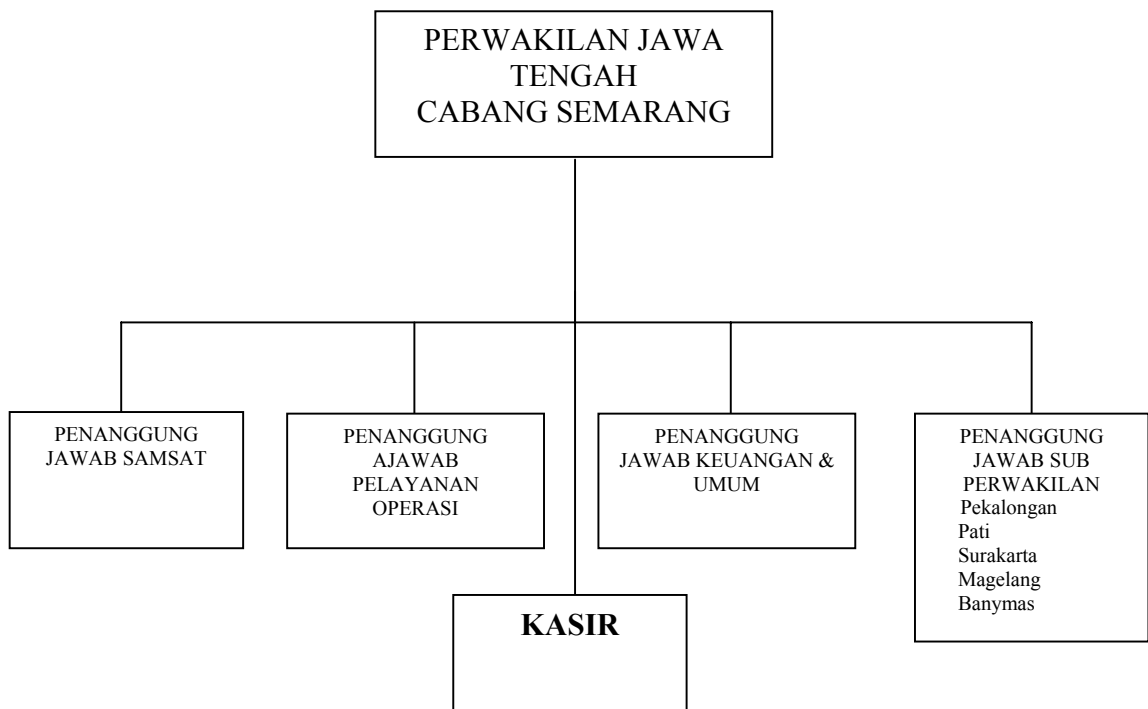 PERWAKILAN JAWA
TENGAH
CABANG SEMARANG
PENANGGUNG
JAWAB SAMSAT
PENANGGUNG
AJAWAB
PELAYANAN
OPERASI
PENANGGUNG
JAWAB KEUANGAN &
UMUM
PENANGGUNG
JAWAB SUB
PERWAKILAN
Pekalongan
Pati
Surakarta
Magelang
Banymas
KASIR